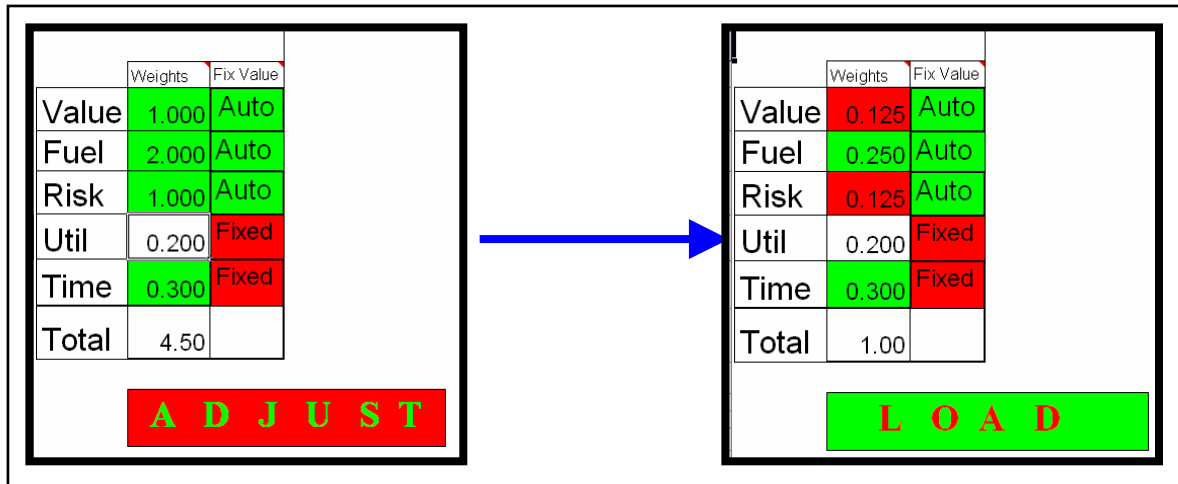 Weights Fix Value
Value 1.000 Auto
Fuel 2.000 Auto
Risk 1.000 Auto
Util 0.200 Fixed
Time 0.300 Fixed
Total 4.50
A D J U S T
Weights Fix Value
Value 0.125 Auto
Fuel 0.250 Auto
Risk 0.125 Auto
Util 0.200 Fixed
Time 0.300 Fixed
Total 1.00
L O A D